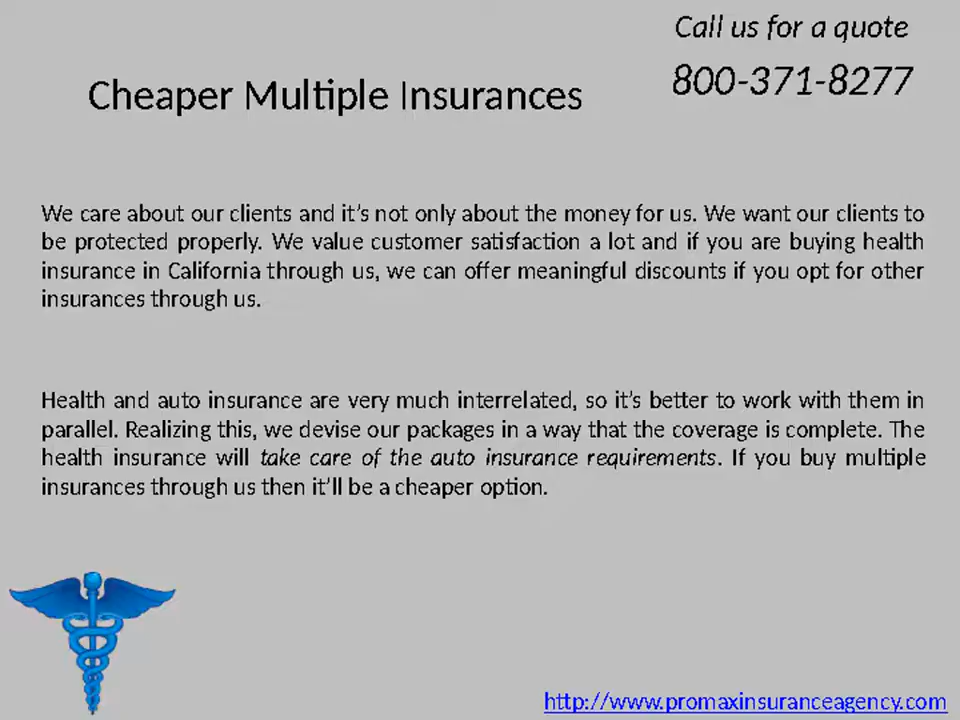 Call us for a quote
800-371-8277
Cheaper Multiple Insurances
We care about our clients and it’s not only about the money for us. We want our clients to
be protected properly. We value customer satisfaction a lot and if you are buying health
insurance in California through us, we can offer meaningful discounts if you opt for other
insurances through us.
Health and auto insurance are very much interrelated, so it’s better to work with them in
parallel. Realizing this, we devise our packages in a way that the coverage is complete. The
health insurance will take care of the auto insurance requirements. If you buy multiple
insurances through us then it’ll be a cheaper option.
http://www.promaxinsuranceagency.com